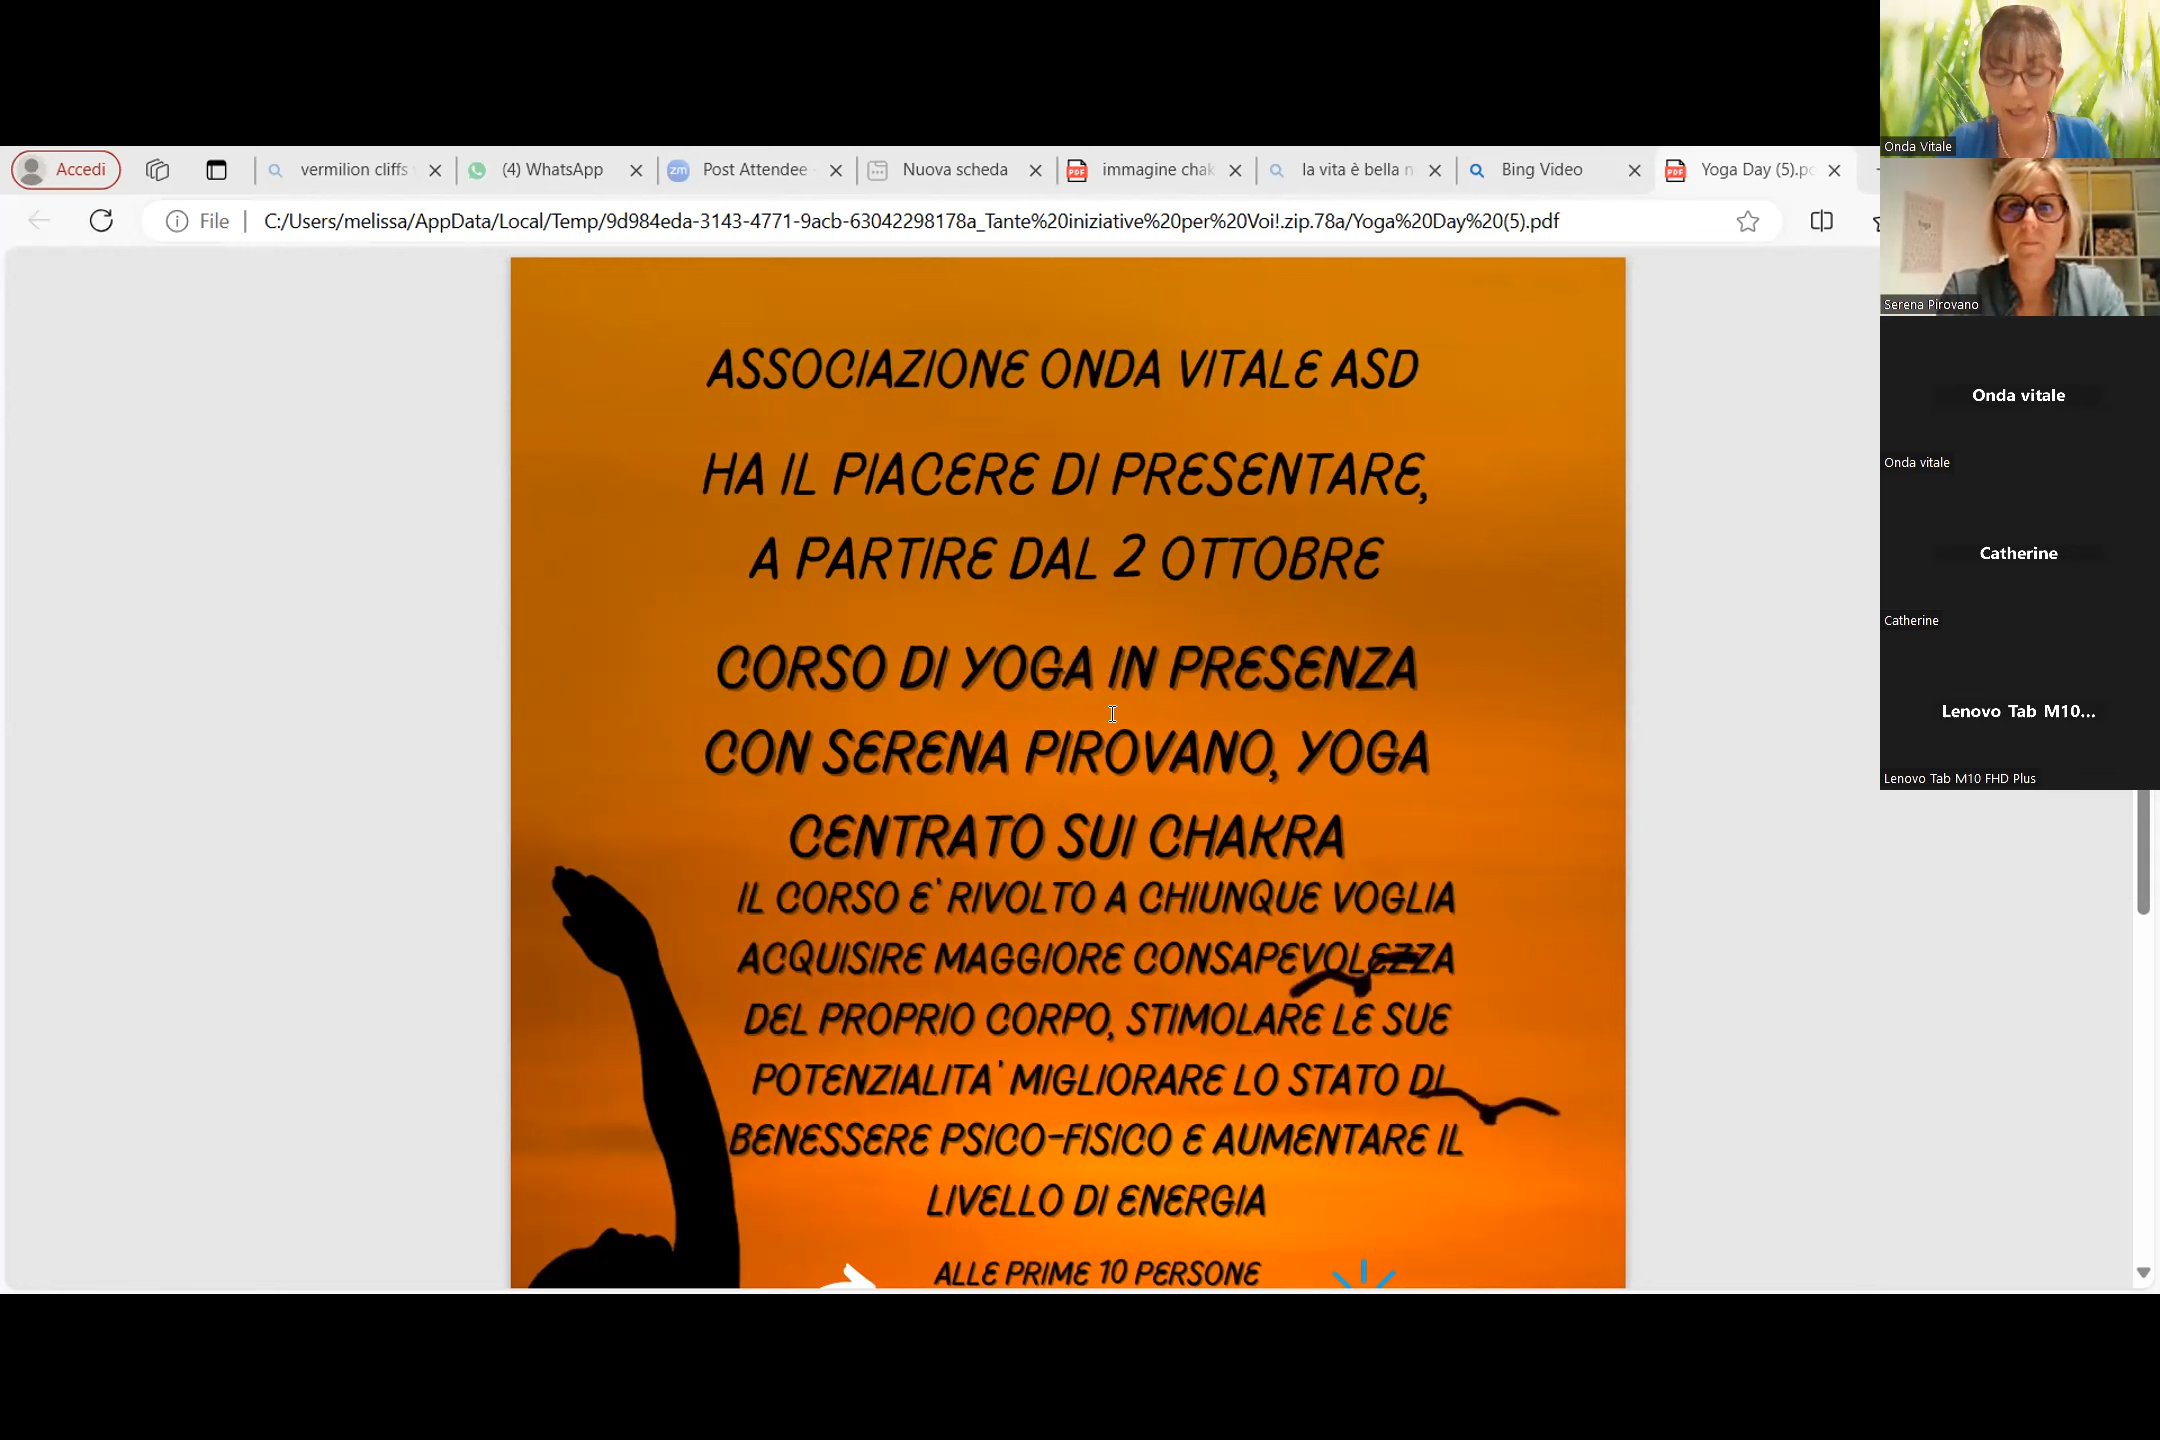 Accedi
vermilion cliffs
(4) WhatsApp
Post Attendee -
Nuova scheda
immagine chak
la vita è bella n
Bing Video
Yoga Day (5).pd
File
C:/Users/melissa/AppData/Local/Temp/9d984eda-3143-4771-9acb-63042298178a_Tante%20iniziative%20per%20Voi!.zip.78a/Yoga%20Day%20(5).pdf
ASSOCIAZIONE ONDA VITALE ASD
HA IL PIACERE DI PRESENTARE,
A PARTIRE DAL 2 OTTOBRE
CORSO DI YOGA IN PRESENZA
CON SERENA PIROVANO, YOGA
CENTRATO SUI CHAKRA
IL CORSO E' RIVOLTO A CHIUNQUE VOGLIA
ACQUISIRE MAGGIORE CONSAPEVOLEZZA
DEL PROPRIO CORPO, STIMOLARE LE SUE
POTENZIALITA' MIGLIORARE LO STATO DI
BENESSERE PSICO-FISICO E AUMENTARE IL
LIVELLO DI ENERGIA
ALLE PRIME 10 PERSONE
Onda Vitale
Serena Pirovano
Onda vitale
Onda vitale
Catherine
Catherine
Lenovo Tab M10...
Lenovo Tab M10 FHD Plus